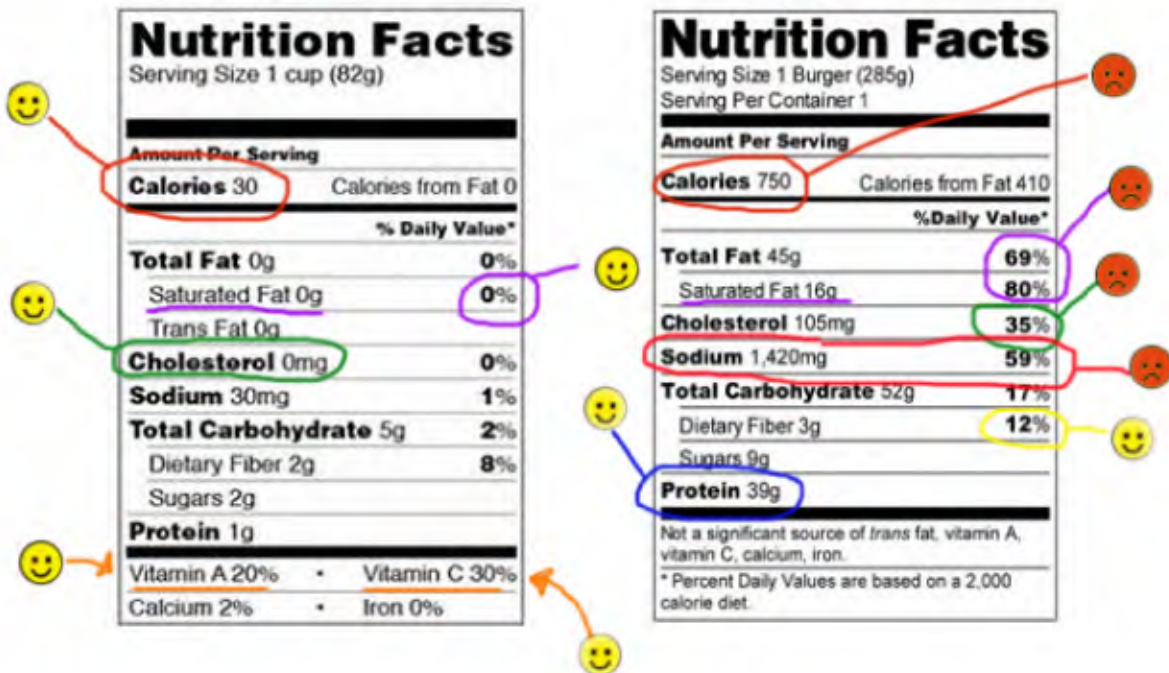 Nutrition Facts
Serving Size 1 cup (82g)
Amount Per Serving
Calories 30 Calories from Fat 0
% Daily Value*
Total Fat 0g 0%
Saturated Fat 0g 0%
Trans Fat 0g
Cholesterol 0mg 0%
Sodium 30mg 1%
Total Carbohydrate 5g 2%
Dietary Fiber 2g 8%
Sugars 2g
Protein 1g
Vitamin A 20% • Vitamin C 30%
Calcium 2% • Iron 0%
Nutrition Facts
Serving Size 1 Burger (285g)
Serving Per Container 1
Amount Per Serving
Calories 750 Calories from Fat 410
%Daily Value*
Total Fat 45g 69%
Saturated Fat 16g 80%
Cholesterol 105mg 35%
Sodium 1,420mg 59%
Total Carbohydrate 52g 17%
Dietary Fiber 3g 12%
Sugars 9g
Protein 39g
Not a significant source of trans fat, vitamin A,
vitamin C, calcium, iron.
* Percent Daily Values are based on a 2,000
calorie diet.